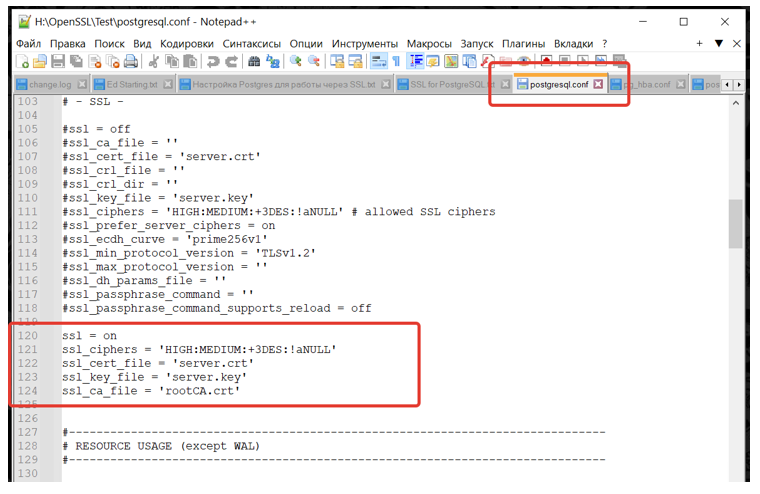 H:\OpenSSL\Test\postgresql.conf - Notepad++
Файл Правка Поиск Вид Кодировки Синтаксисы Опции Инструменты Макросы Запуск Плагины Вкладки ? + ▼ X
change.log Ed Starting.txt Настройка Postgres для работы через SSL.txt SSL for PostgreSQL.txt postgresql.conf pg_hba.conf pos
103 # - SSL -
104
105 #ssl = off
106 #ssl_ca_file = ''
107 #ssl_cert_file = 'server.crt'
108 #ssl_crl_file = ''
109 #ssl_crl_dir = ''
110 #ssl_key_file = 'server.key'
111 #ssl_ciphers = 'HIGH:MEDIUM:+3DES:!aNULL' # allowed SSL ciphers
112 #ssl_prefer_server_ciphers = on
113 #ssl_ecdh_curve = 'prime256v1'
114 #ssl_min_protocol_version = 'TLSv1.2'
115 #ssl_max_protocol_version = ''
116 #ssl_dh_params_file = ''
117 #ssl_passphrase_command = ''
118 #ssl_passphrase_command_supports_reload = off
119
120 ssl = on
121 ssl_ciphers = 'HIGH:MEDIUM:+3DES:!aNULL'
122 ssl_cert_file = 'server.crt'
123 ssl_key_file = 'server.key'
124 ssl_ca_file = 'rootCA.crt'
125
126
127 #------------------------------------------------------------------------------
128 # RESOURCE USAGE (except WAL)
129 #------------------------------------------------------------------------------
130